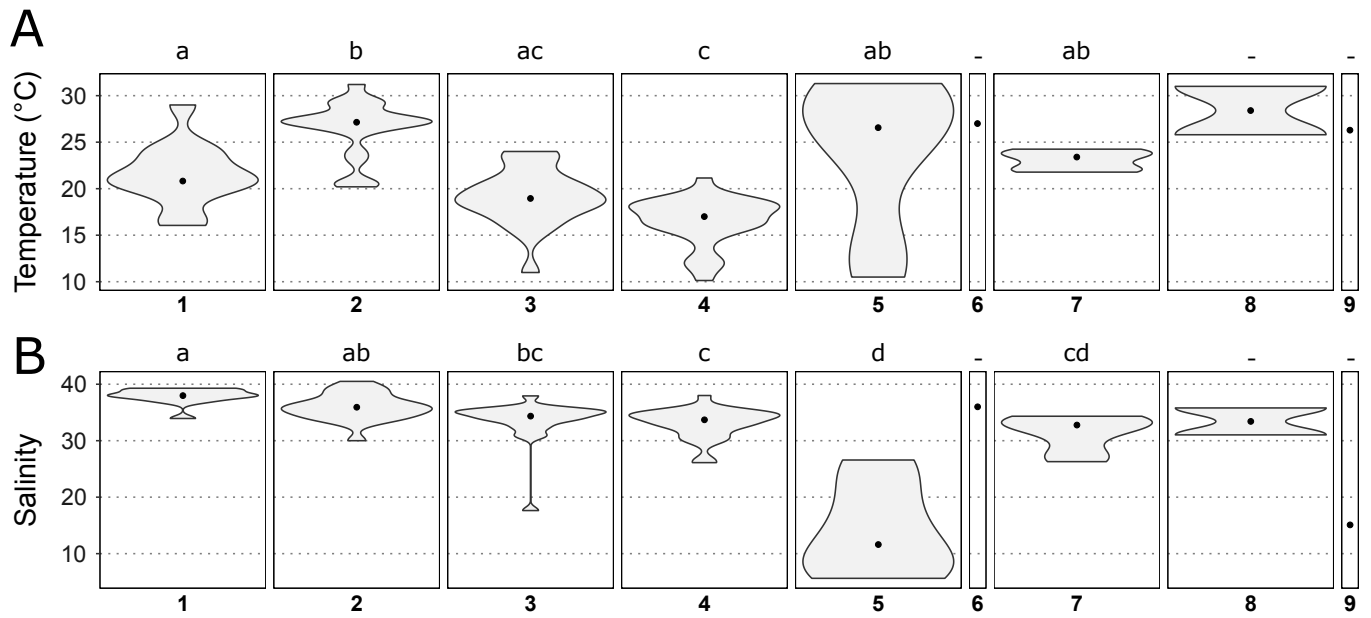 A
a b ac c ab - ab - -
Temperature (°C)
30
25
20
15
10
1 2 3 4 5 6 7 8 9
B
a ab bc c d - cd - -
Salinity
40
30
20
10
1 2 3 4 5 6 7 8 9